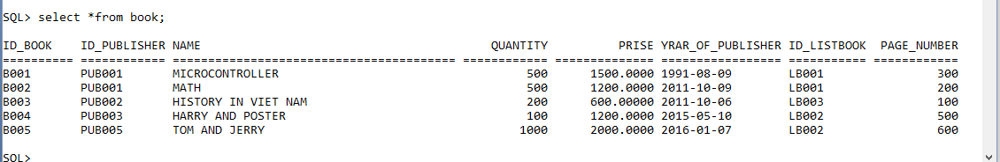 SQL> select *from book;
ID_BOOK    ID_PUBLISHER NAME                                         QUANTITY          PRISE YRAR_OF_PUBLISHER ID_LISTBOOK  PAGE_NUMBER
========== ============ ======================================== ============ ============== ================= ============ ============
B001       PUB001       MICROCONTROLLER                                   500      1500.0000 1991-08-09        LB001                 300
B002       PUB001       MATH                                              500      1200.0000 2011-10-09        LB001                 200
B003       PUB002       HISTORY IN VIET NAM                               200      600.00000 2011-10-06        LB003                 100
B004       PUB003       HARRY AND POSTER                                  100      1200.0000 2015-05-10        LB002                 500
B005       PUB005       TOM AND JERRY                                    1000      2000.0000 2016-01-07        LB002                 600
SQL>